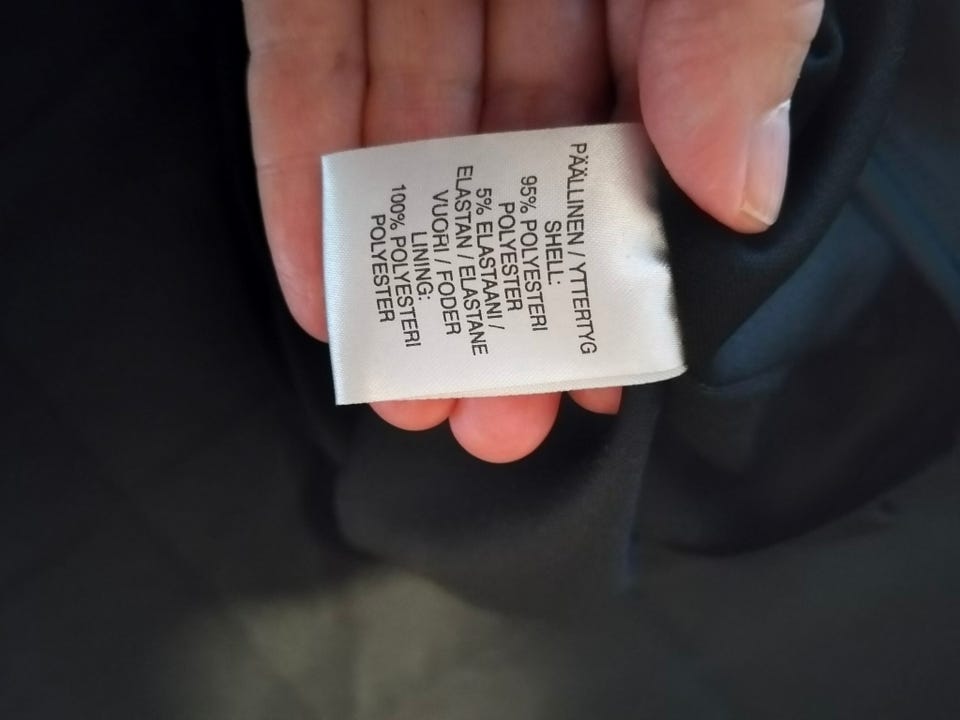 PÄÄLLINEN / YTTERTYG
SHELL:
95% POLYESTERI
POLYESTER
5% ELASTAANI /
ELASTAN / ELASTANE
VUORI / FODER
LINING:
100% POLYESTERI
POLYESTER